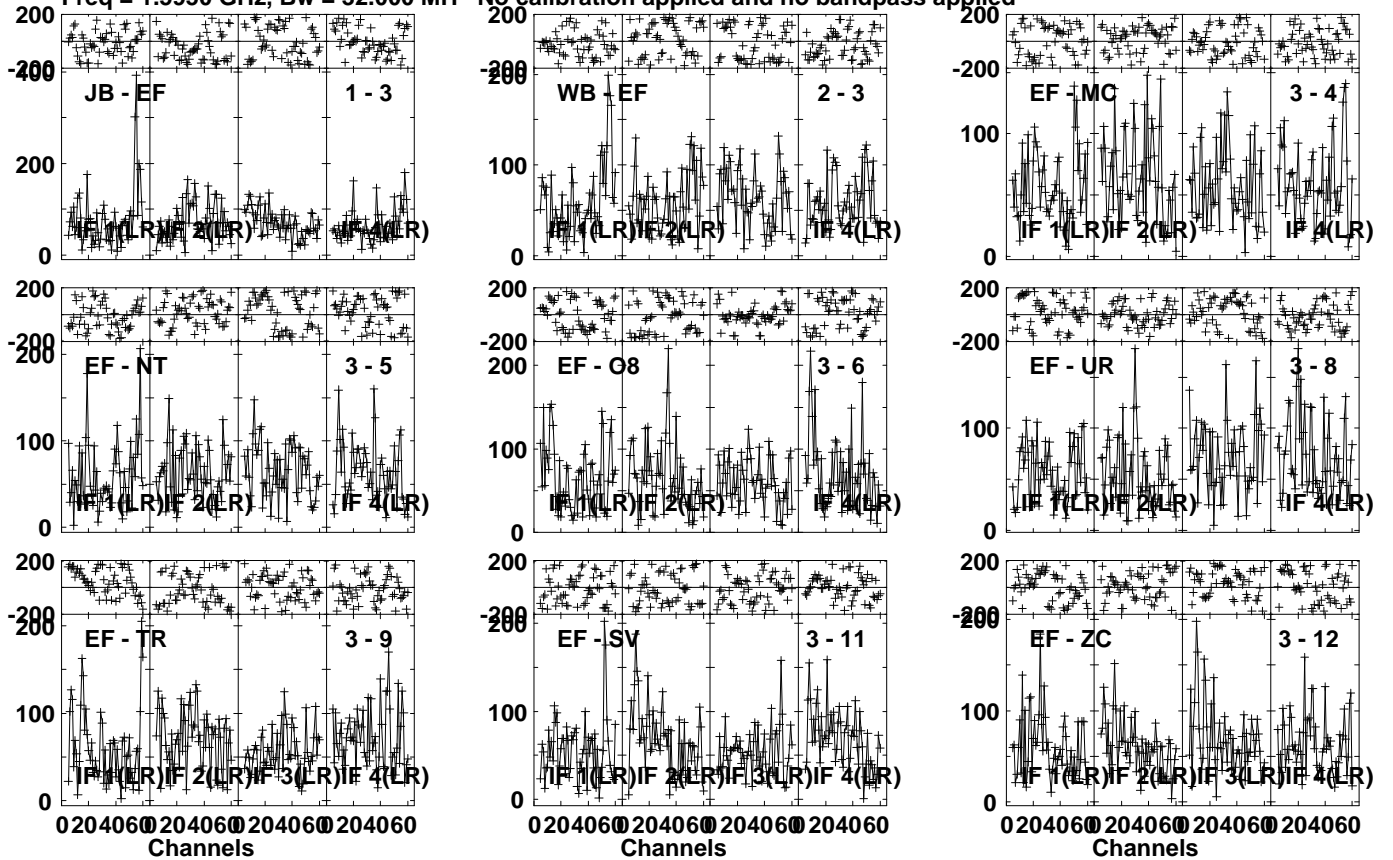 No calibration applied and no bandpass applied
200
-200
400
JB - EF 1 - 3
200
0
IF 1(LR) IF 2(LR) IF 4(LR)
200
-200
200
WB - EF 2 - 3
100
0
IF 1(LR) IF 2(LR) IF 4(LR)
200
-200
EF - MC 3 - 4
100
0
IF 1(LR) IF 2(LR) IF 4(LR)
200
-200
200
EF - NT 3 - 5
100
0
IF 1(LR) IF 2(LR) IF 4(LR)
200
-200
EF - O8 3 - 6
100
0
IF 1(LR) IF 2(LR) IF 4(LR)
200
-200
EF - UR 3 - 8
100
0
IF 1(LR) IF 2(LR) IF 4(LR)
200
-200
200
EF - TR 3 - 9
100
0
IF 1(LR) IF 2(LR) IF 3(LR) IF 4(LR)
0 20 40 60 0 20 40 60 0 20 40 60 0 20 40 60
Channels
200
-200
EF - SV 3 - 11
100
0
IF 1(LR) IF 2(LR) IF 3(LR) IF 4(LR)
0 20 40 60 0 20 40 60 0 20 40 60 0 20 40 60
Channels
200
-200
200
EF - ZC 3 - 12
100
0
IF 1(LR) IF 2(LR) IF 3(LR) IF 4(LR)
0 20 40 60 0 20 40 60 0 20 40 60 0 20 40 60
Channels